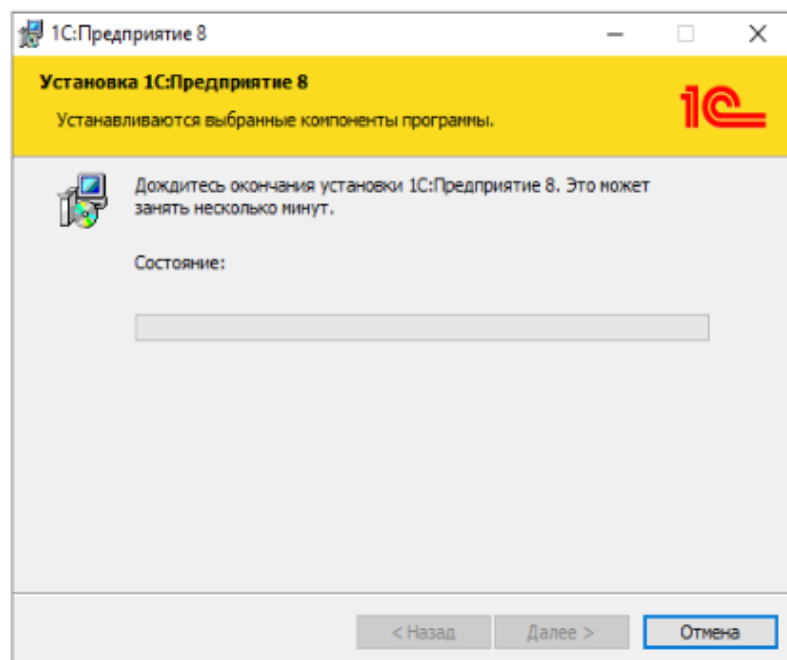 1С:Предприятие 8
Установка 1С:Предприятие 8
Устанавливаются выбранные компоненты программы.
1С
Дождитесь окончания установки 1С:Предприятие 8. Это может
занять несколько минут.
Состояние:
< Назад
Далее >
Отмена